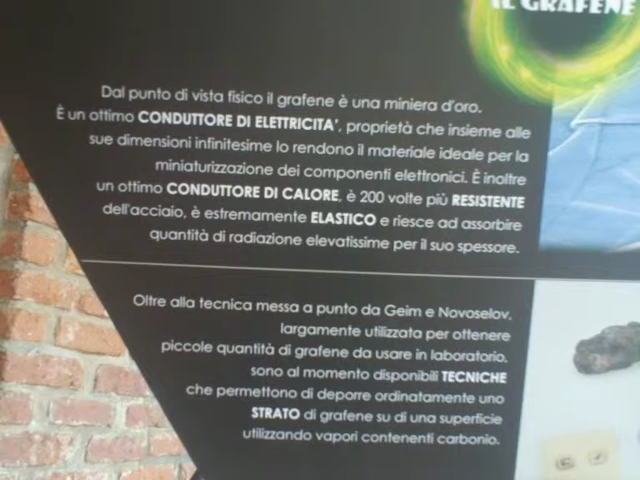 IL GRAFENE
Dal punto di vista fisico il grafene è una miniera d'oro.
È un ottimo CONDUTTORE DI ELETTRICITA', proprietà che insieme alle
sue dimensioni infinitesime lo rendono il materiale ideale per la
miniaturizzazione dei componenti elettronici. È inoltre
un ottimo CONDUTTORE DI CALORE, è 200 volte più RESISTENTE
dell'acciaio, è estremamente ELASTICO e riesce ad assorbire
quantità di radiazione elevatissime per il suo spessore.
Oltre alla tecnica messa a punto da Geim e Novoselov,
largamente utilizzata per ottenere
piccole quantità di grafene da usare in laboratorio,
sono al momento disponibili TECNICHE
che permettono di deporre ordinatamente uno
STRATO di grafene su di una superficie
utilizzando vapori contenenti carbonio.